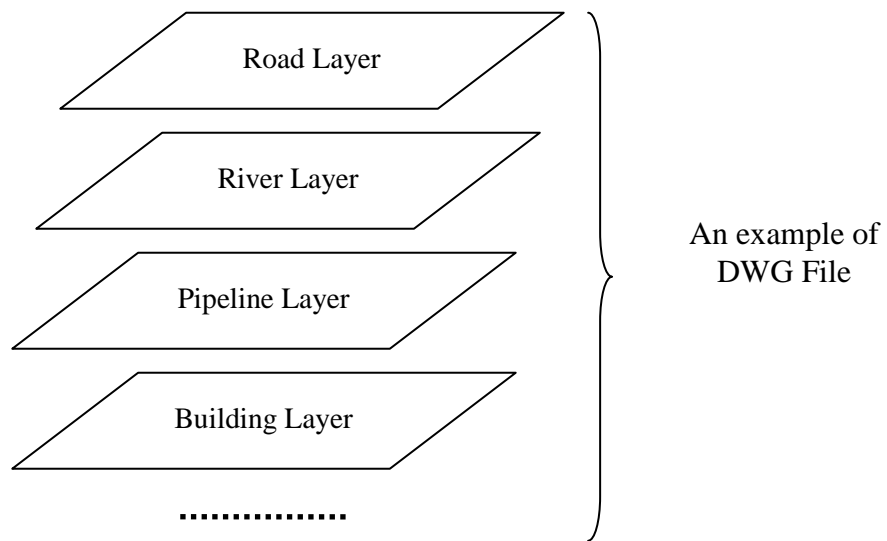 Road Layer
River Layer
Pipeline Layer
Building Layer
An example of
DWG File
................